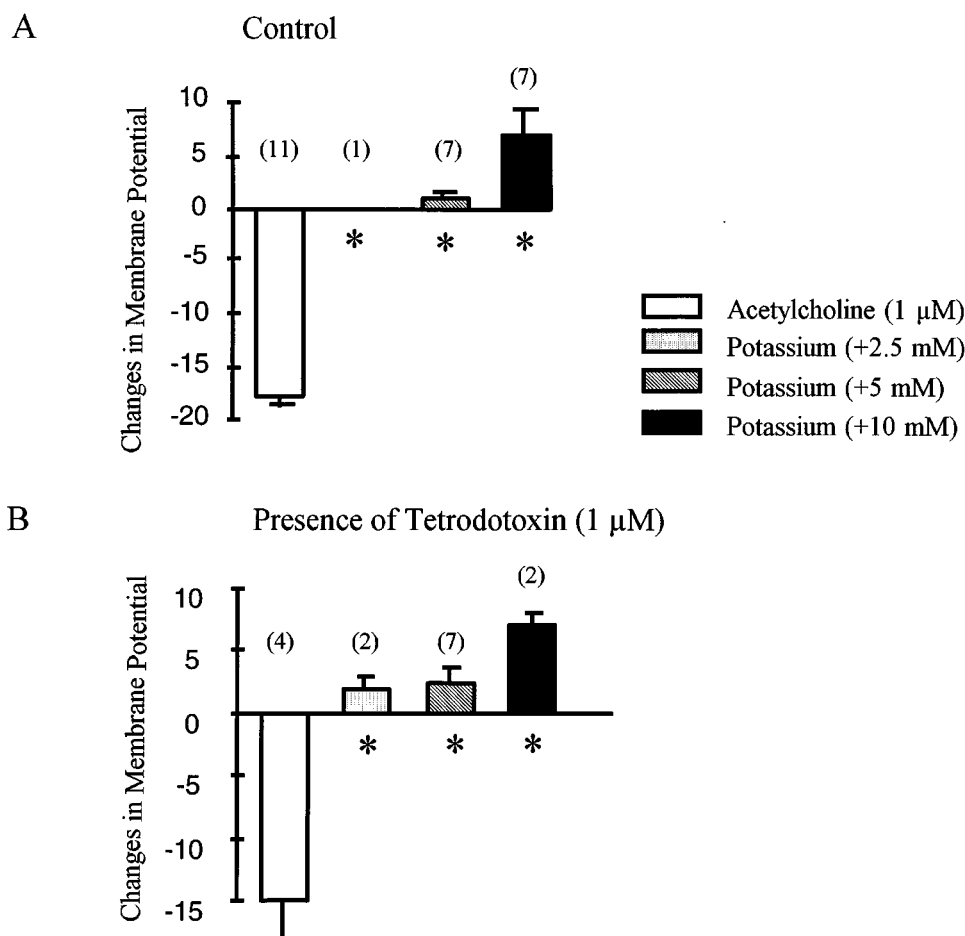 A
Control
Changes in Membrane Potential
10
5
0
-5
-10
-15
-20
(11)
(1)
(7)
(7)
*
*
*
Acetylcholine (1 µM)
Potassium (+2.5 mM)
Potassium (+5 mM)
Potassium (+10 mM)
B
Presence of Tetrodotoxin (1 µM)
Changes in Membrane Potential
10
5
0
-5
-10
-15
(4)
(2)
(7)
(2)
*
*
*